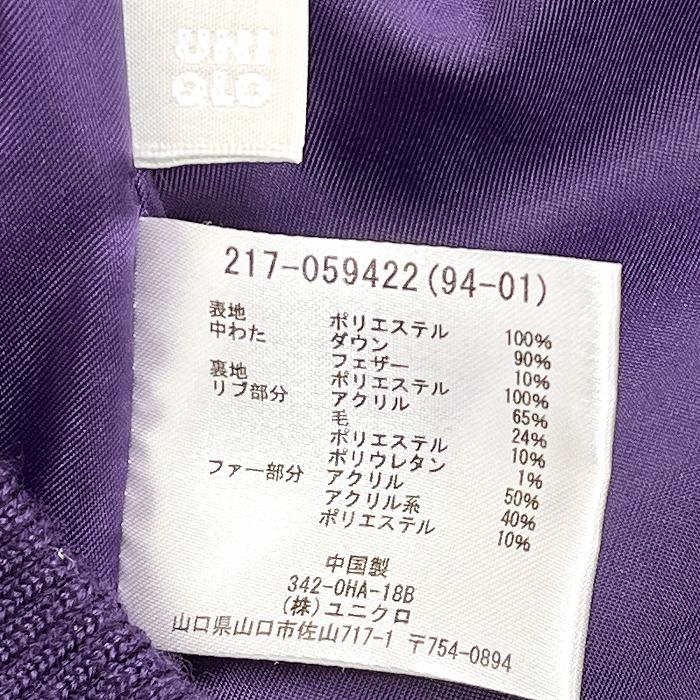 UNI
QLO
217-059422(94-01)
表地 ポリエステル 100%
中わた ダウン 90%
フェザー 10%
裏地 ポリエステル 100%
リブ部分 アクリル 65%
毛 24%
ポリエステル 10%
ポリウレタン 1%
ファー部分 アクリル 50%
アクリル系 40%
ポリエステル 10%
中国製
342-0HA-18B
(株)ユニクロ
山口県山口市佐山717-1 〒754-0894